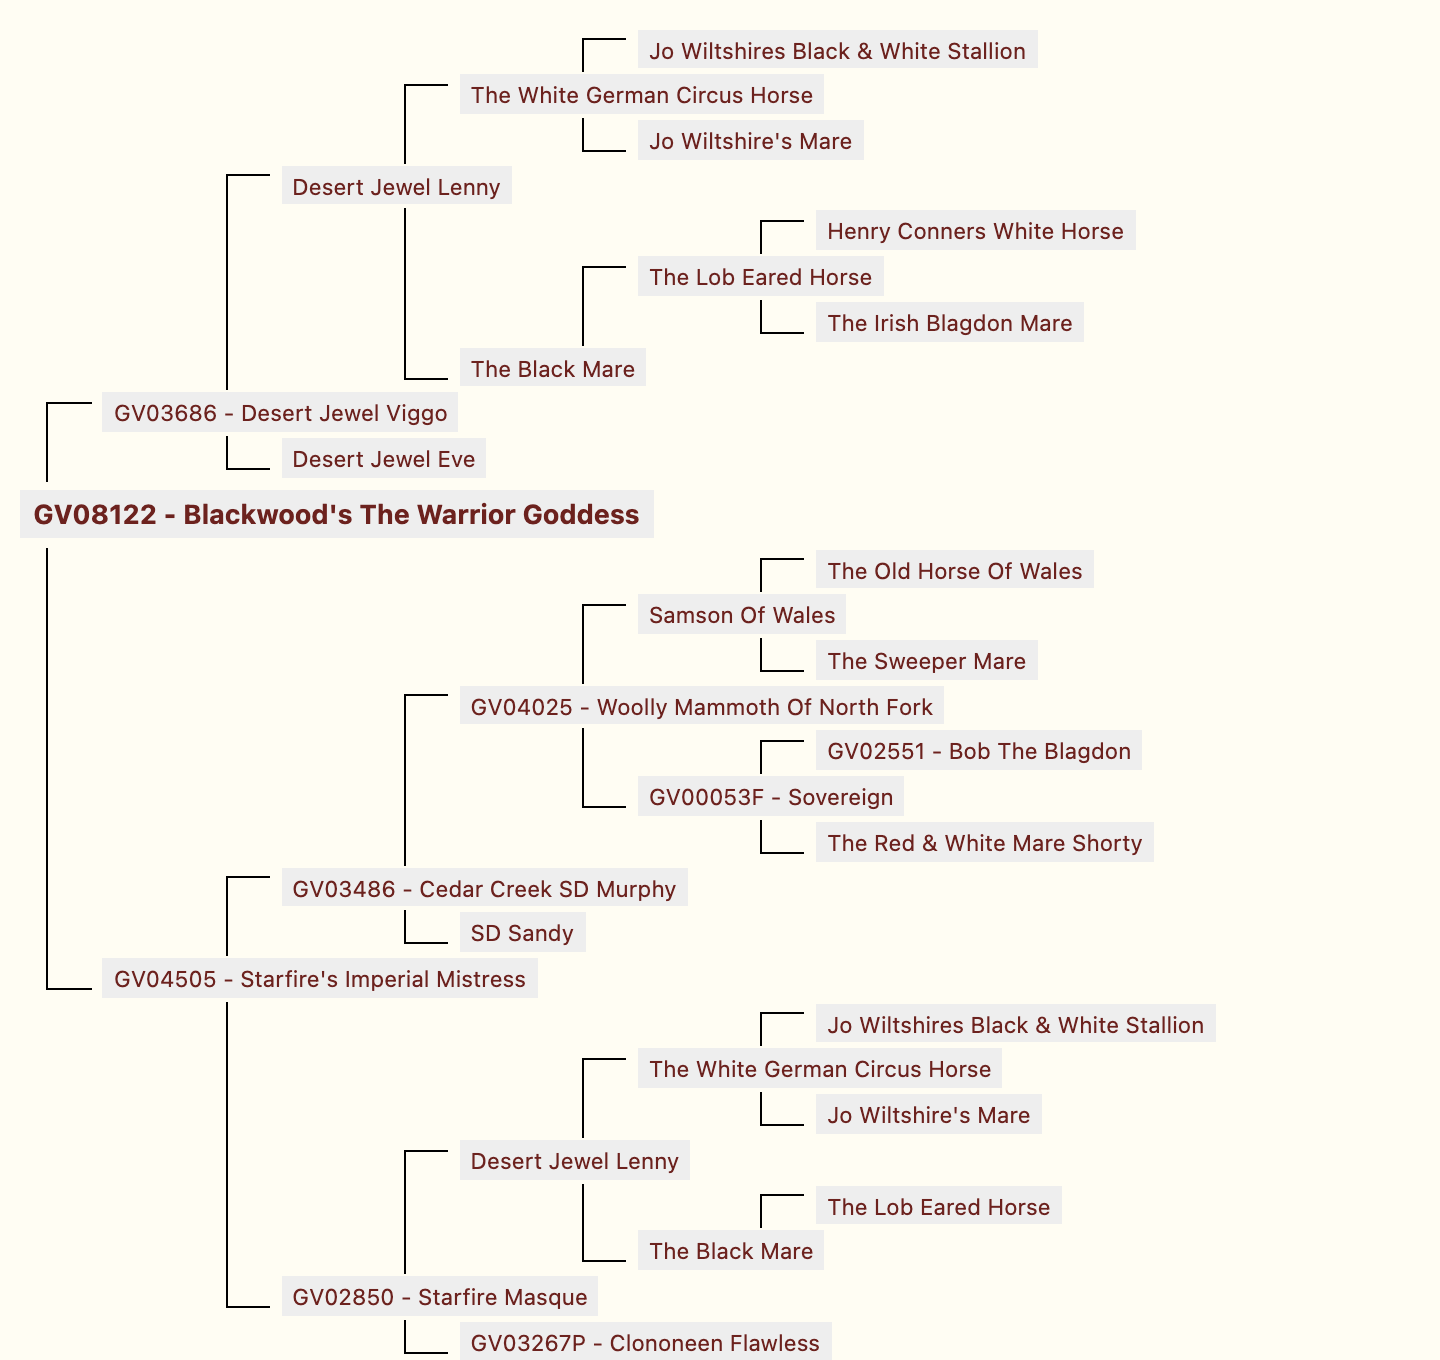 Jo Wiltshires Black & White Stallion
The White German Circus Horse
Jo Wiltshire's Mare
Desert Jewel Lenny
Henry Conners White Horse
The Lob Eared Horse
The Irish Blagdon Mare
The Black Mare
GV03686 - Desert Jewel Viggo
Desert Jewel Eve
GV08122 - Blackwood's The Warrior Goddess
The Old Horse Of Wales
Samson Of Wales
The Sweeper Mare
GV04025 - Woolly Mammoth Of North Fork
GV02551 - Bob The Blagdon
GV00053F - Sovereign
The Red & White Mare Shorty
GV03486 - Cedar Creek SD Murphy
SD Sandy
GV04505 - Starfire's Imperial Mistress
Jo Wiltshires Black & White Stallion
The White German Circus Horse
Jo Wiltshire's Mare
Desert Jewel Lenny
The Lob Eared Horse
The Black Mare
GV02850 - Starfire Masque
GV03267P - Clononeen Flawless